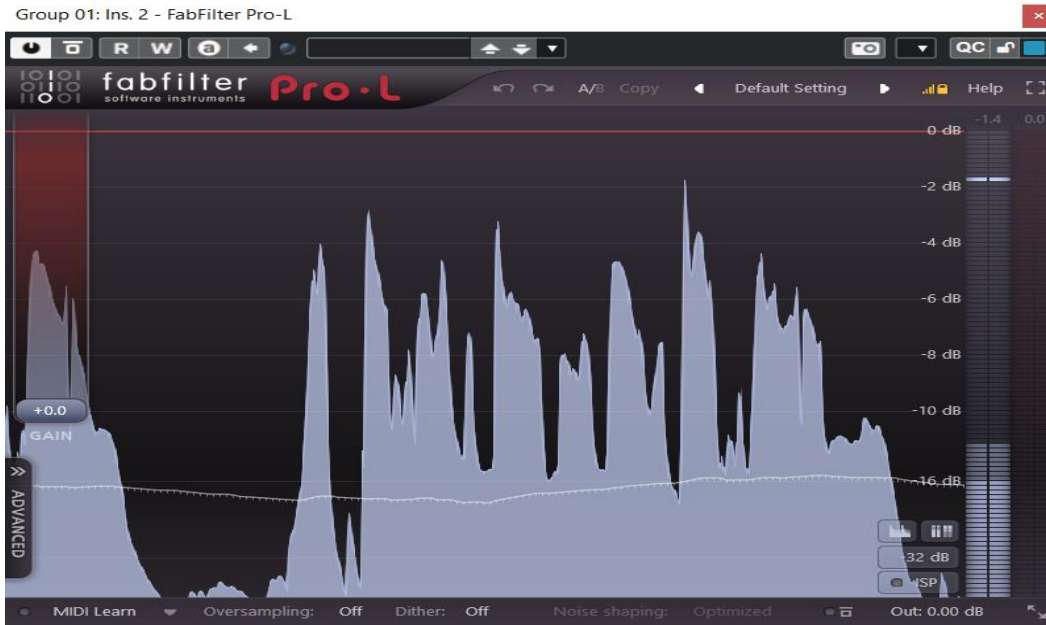 Group 01: Ins. 2 - FabFilter Pro-L
R W a QC
fabfilter
software instruments
Pro·L
A/B Copy Default Setting Help
-1.4 0.0
0 dB
-2 dB
-4 dB
-6 dB
-8 dB
-10 dB
-16 dB
+0.0
GAIN
ADVANCED
-32 dB
ISP
MIDI Learn Oversampling: Off Dither: Off Noise shaping: Optimized Out: 0.00 dB